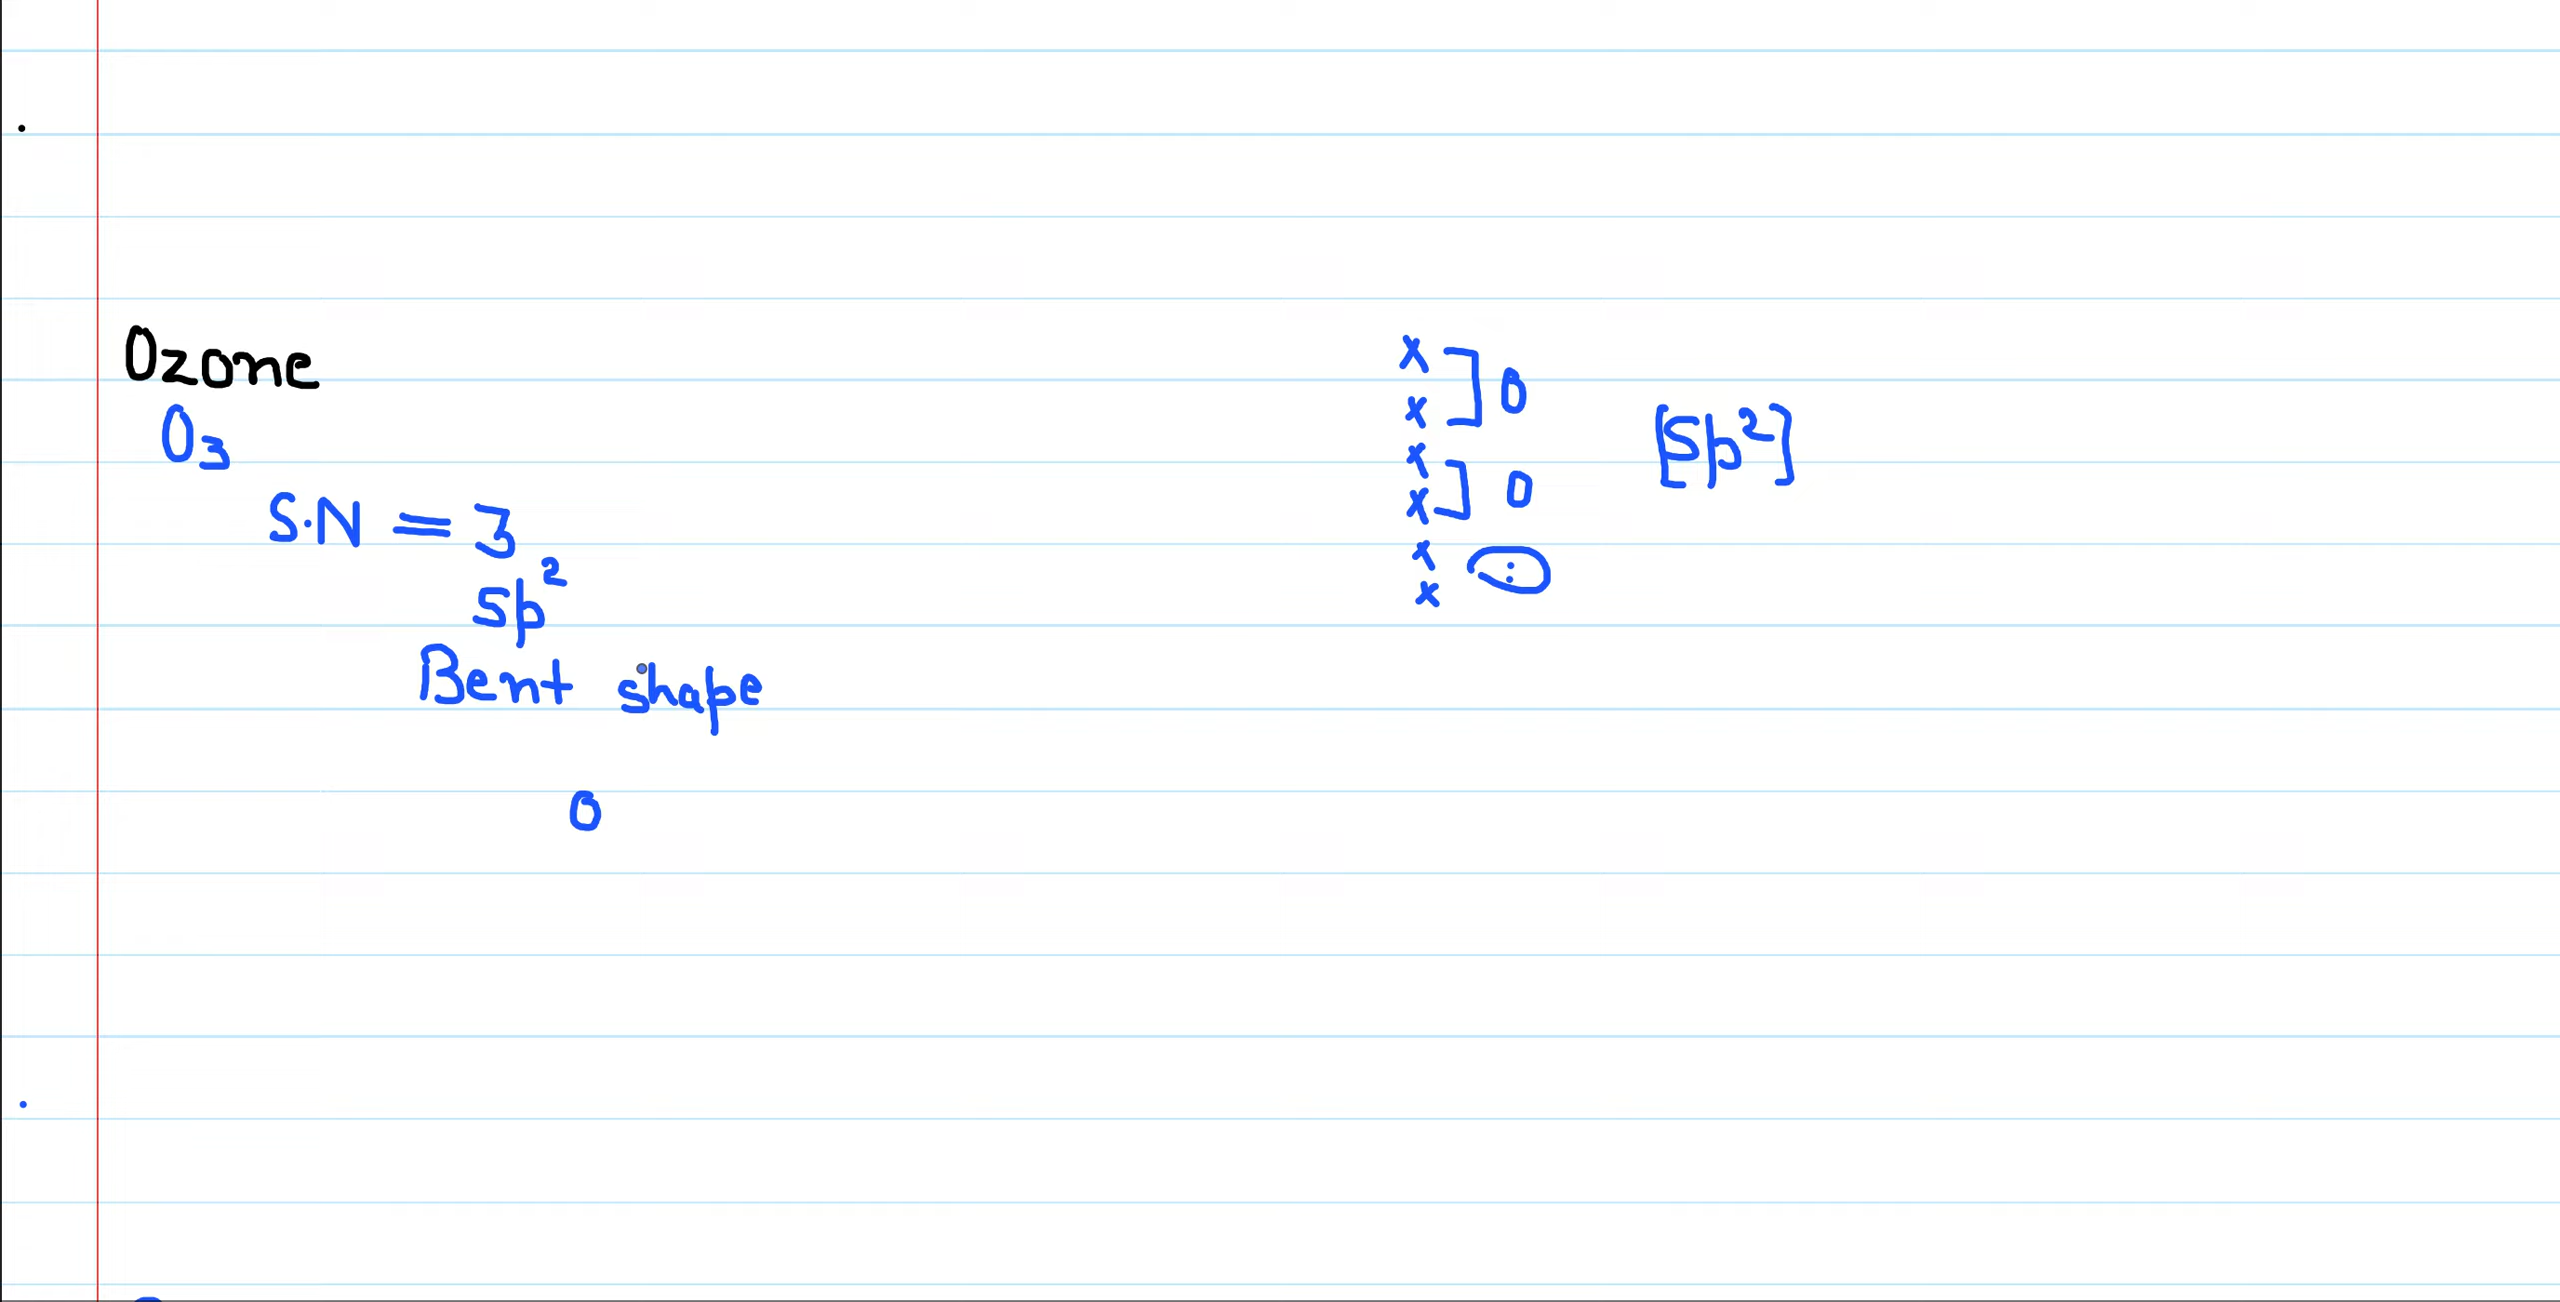 Ozone
O3
S.N = 3
sp²
Bent shape
O
x
x ] O
x
x ] O
x
x :
[sp²]